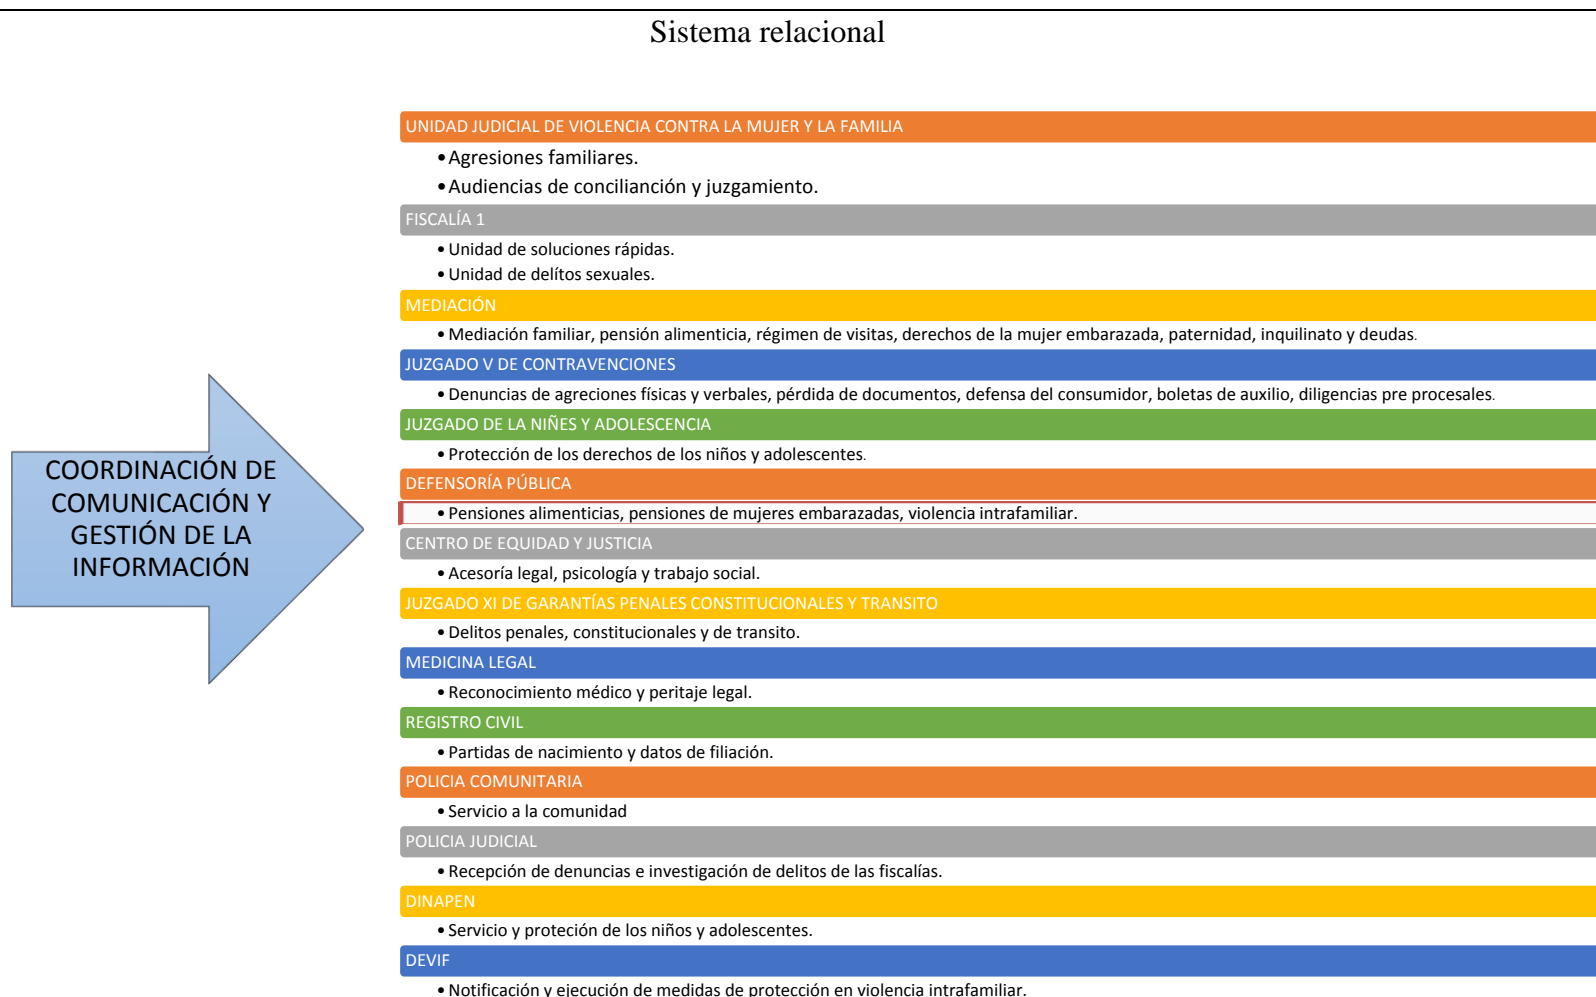 Sistema relacional
UNIDAD JUDICIAL DE VIOLENCIA CONTRA LA MUJER Y LA FAMILIA
•Agresiones familiares.
•Audiencias de concilianción y juzgamiento.
FISCALÍA 1
•Unidad de soluciones rápidas.
•Unidad de delítos sexuales.
MEDIACIÓN
•Mediación familiar, pensión alimenticia, régimen de visitas, derechos de la mujer embarazada, paternidad, inquilinato y deudas.
JUZGADO V DE CONTRAVENCIONES
•Denuncias de agreciones físicas y verbales, pérdida de documentos, defensa del consumidor, boletas de auxilio, diligencias pre procesales.
JUZGADO DE LA NIÑES Y ADOLESCENCIA
•Protección de los derechos de los niños y adolescentes.
DEFENSORÍA PÚBLICA
•Pensiones alimenticias, pensiones de mujeres embarazadas, violencia intrafamiliar.
CENTRO DE EQUIDAD Y JUSTICIA
•Acesoría legal, psicología y trabajo social.
JUZGADO XI DE GARANTÍAS PENALES CONSTITUCIONALES Y TRANSITO
•Delitos penales, constitucionales y de transito.
MEDICINA LEGAL
•Reconocimiento médico y peritaje legal.
REGISTRO CIVIL
•Partidas de nacimiento y datos de filiación.
POLICIA COMUNITARIA
•Servicio a la comunidad
POLICIA JUDICIAL
•Recepción de denuncias e investigación de delitos de las fiscalías.
DINAPEN
•Servicio y proteción de los niños y adolescentes.
DEVIF
•Notificación y ejecución de medidas de protección en violencia intrafamiliar.
COORDINACIÓN DE
COMUNICACIÓN Y
GESTIÓN DE LA
INFORMACIÓN